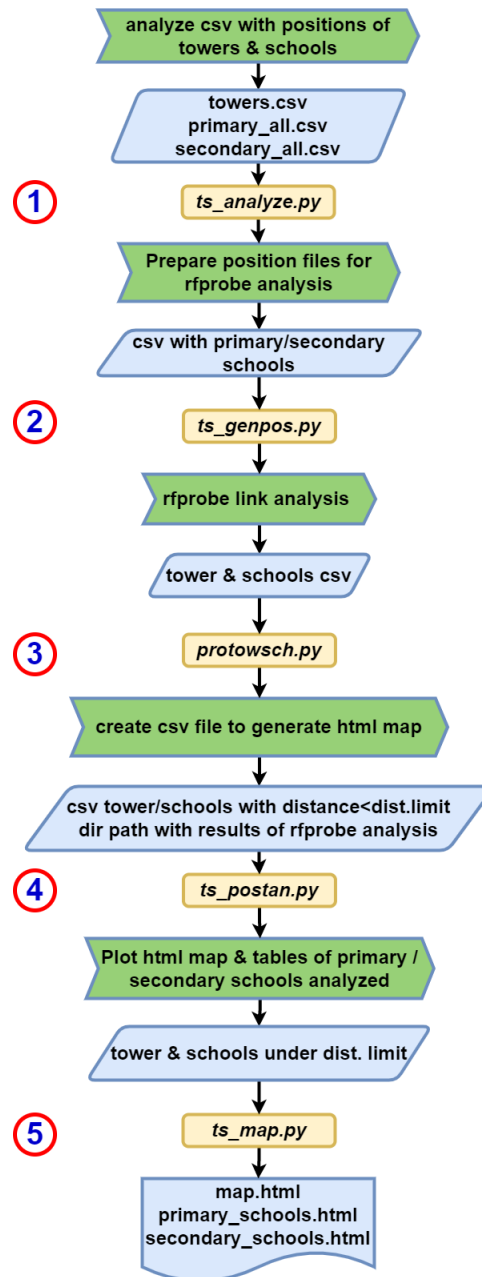 analyze csv with positions of
towers & schools
towers.csv
primary_all.csv
secondary_all.csv
1
ts_analyze.py
Prepare position files for
rfprobe analysis
csv with primary/secondary
schools
2
ts_genpos.py
rfprobe link analysis
tower & schools csv
3
protowsch.py
create csv file to generate html map
csv tower/schools with distance<dist.limit
dir path with results of rfprobe analysis
4
ts_postan.py
Plot html map & tables of primary /
secondary schools analyzed
tower & schools under dist. limit
5
ts_map.py
map.html
primary_schools.html
secondary_schools.html